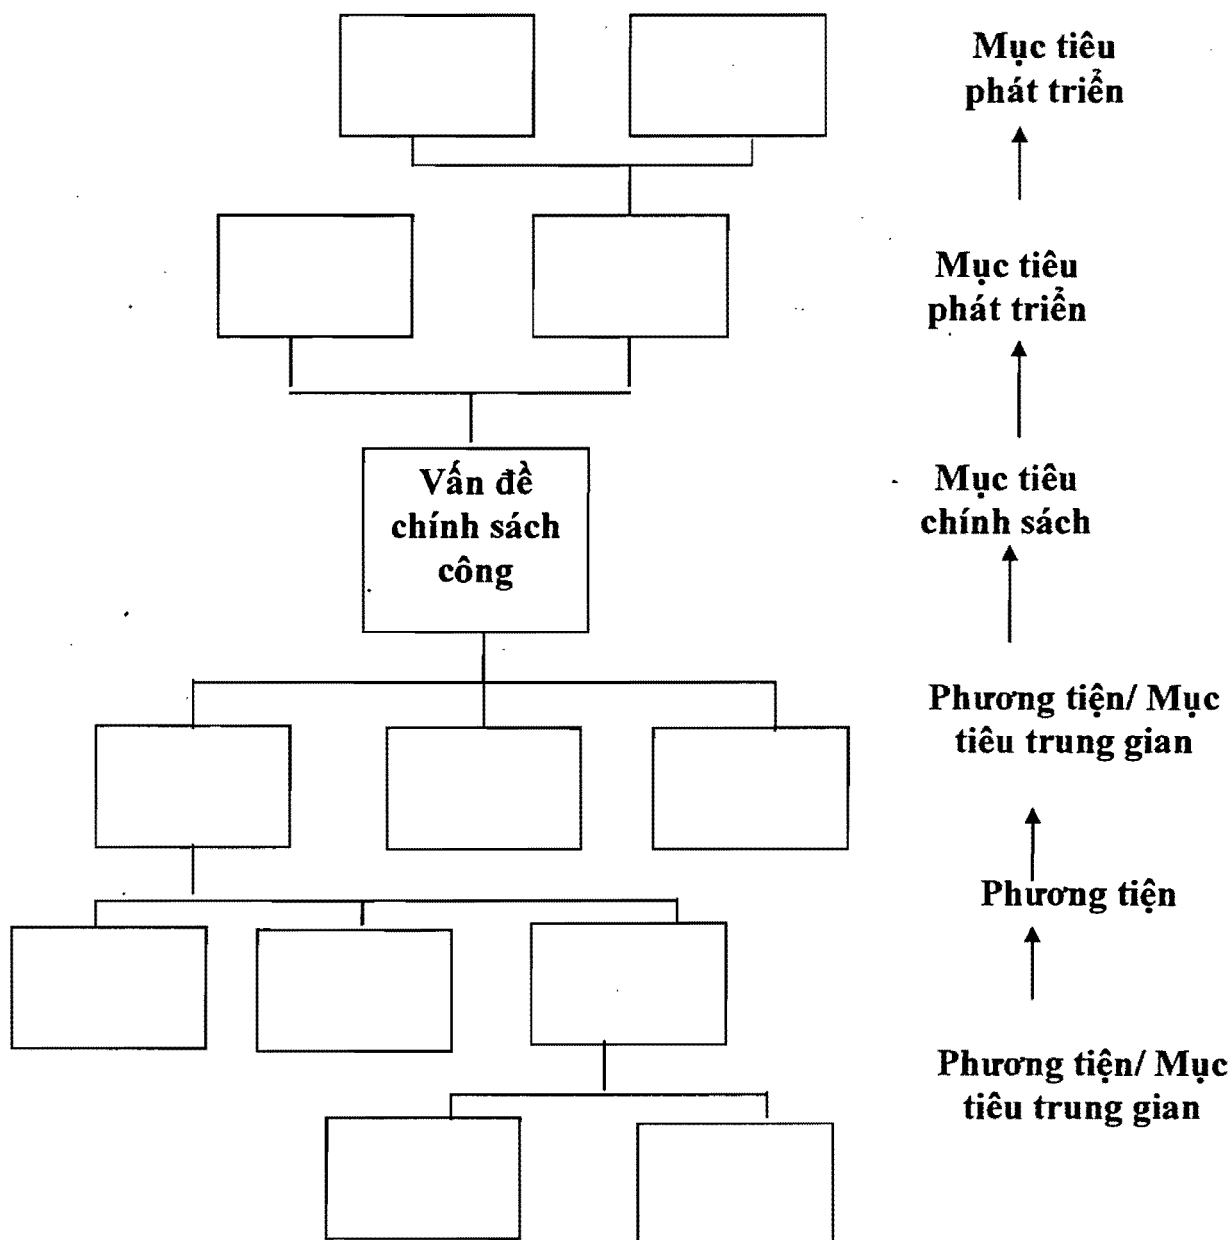 Mục tiêu
phát triển
Mục tiêu
phát triển
Vấn đề
chính sách
công
Mục tiêu
chính sách
Phương tiện/ Mục
tiêu trung gian
Phương tiện
Phương tiện/ Mục
tiêu trung gian